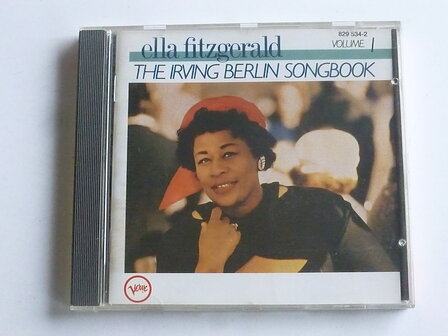 829 534-2
ella fitzgerald
VOLUME 1
THE IRVING BERLIN SONGBOOK
Verve